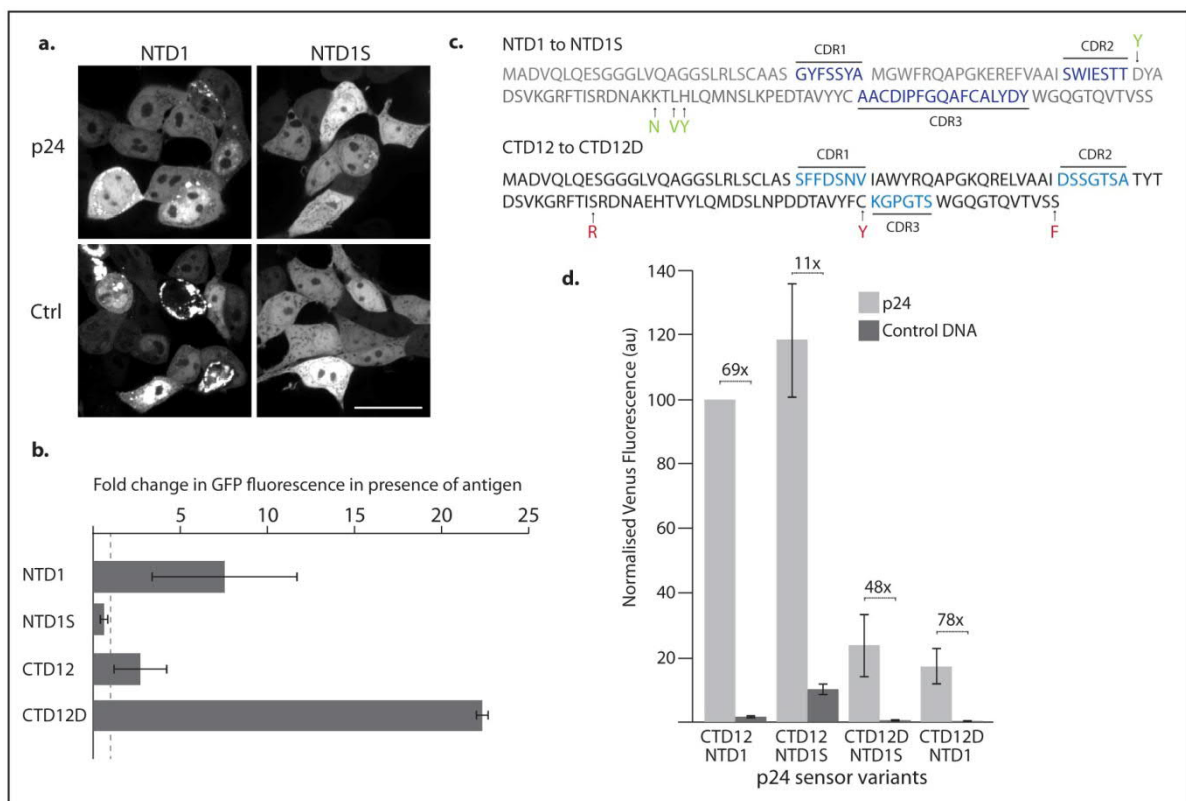 a.
NTD1 NTD1S
p24
Ctrl
b.
Fold change in GFP fluorescence in presence of antigen
5 10 15 20 25
NTD1
NTD1S
CTD12
CTD12D
c.
NTD1 to NTD1S
CDR1 CDR2 Y
MADVQLQESGGGLVQAGGSLRLSCAAS GYFSSYA MGWFRQAPGKEREFVAAI SWIESTT DYA
DSVKGRFTISRDNAKKTLHLQMNSLKPEDTAVYYC AACDIPFGQAFCALYDY WGQGTQVTVSS
N VY CDR3
CTD12 to CTD12D
CDR1 CDR2
MADVQLQESGGGLVQAGGSLRLSCLAS SFFDSNV IAWYRQAPGKQRELVAAI DSSGTSA TYT
DSVKGRFTISRDNAEHTVYLQMDSLNPDDTAVYFC KGPGTS WGQGTQVTVSS
R Y CDR3 F
d.
Normalised Venus Fluorescence (au)
140
120
100
80
60
40
20
69x
11x
48x
78x
p24
Control DNA
CTD12 CTD12 CTD12D CTD12D
NTD1 NTD1S NTD1S NTD1
p24 sensor variants